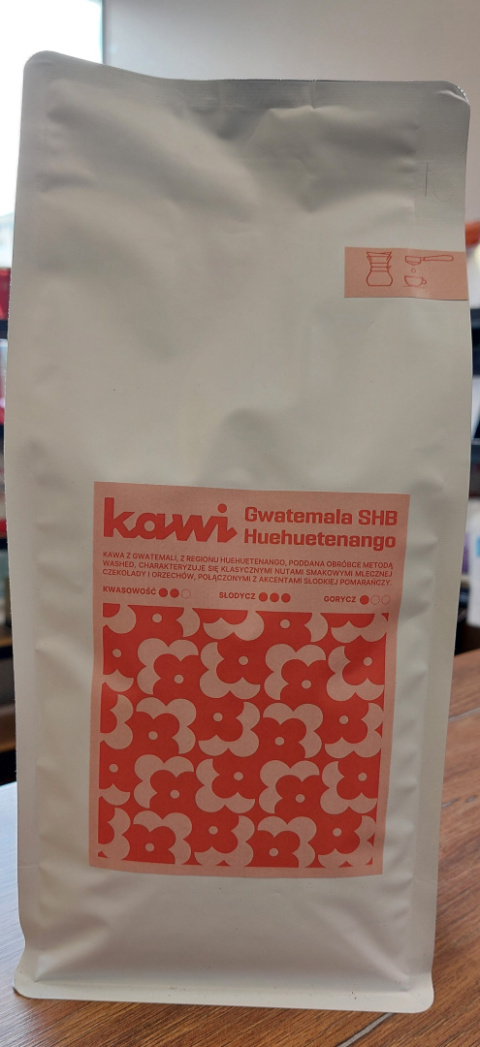 kawi
Gwatemala SHB
Huehuetenango
KAWA Z GWATEMALI, Z REGIONU HUEHUETENANGO, PODDANA OBRÓBCE METODĄ
WASHED, CHARAKTERYZUJE SIĘ KLASYCZNYMI NUTAMI SMAKOWYMI MLECZNEJ
CZEKOLADY I ORZECHÓW, POŁĄCZONYMI Z AKCENTAMI SŁODKIEJ POMARAŃCZY.
KWASOWOŚĆ SŁODYCZ GORYCZ